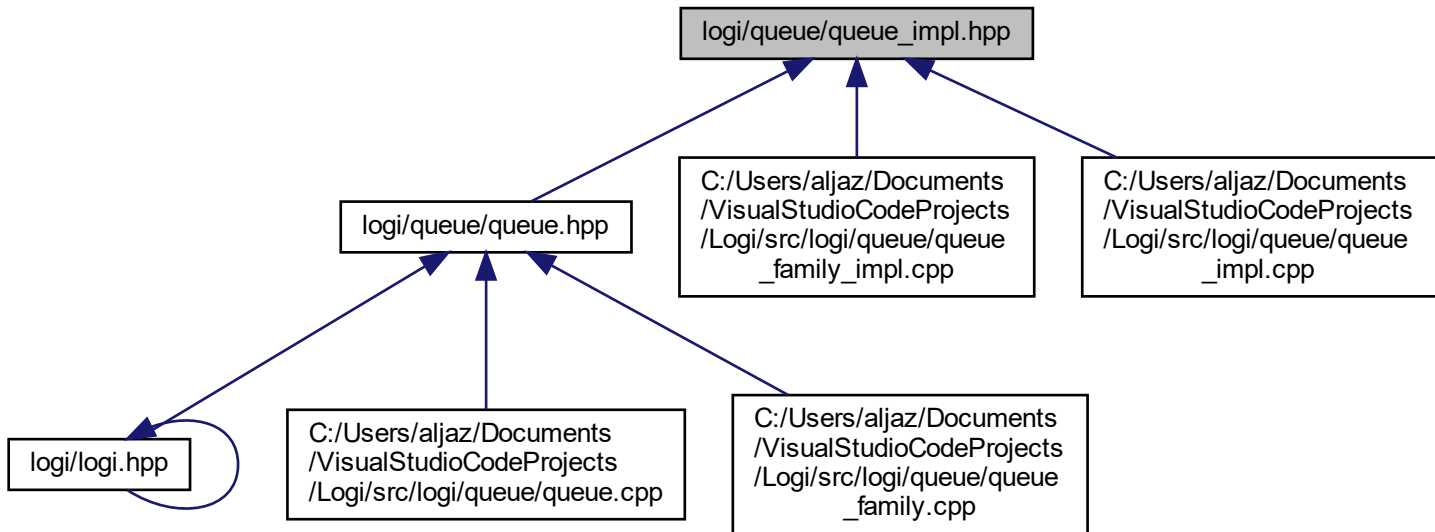 logi/queue/queue_impl.hpp
logi/queue/queue.hpp
C:/Users/aljaz/Documents
/VisualStudioCodeProjects
/Logi/src/logi/queue/queue
_family_impl.cpp
C:/Users/aljaz/Documents
/VisualStudioCodeProjects
/Logi/src/logi/queue/queue
_impl.cpp
logi/logi.hpp
C:/Users/aljaz/Documents
/VisualStudioCodeProjects
/Logi/src/logi/queue/queue.cpp
C:/Users/aljaz/Documents
/VisualStudioCodeProjects
/Logi/src/logi/queue/queue
_family.cpp